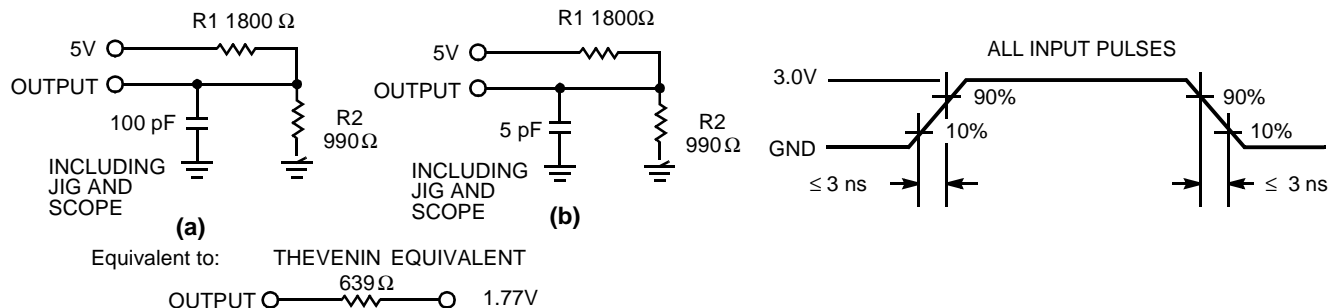 R1 1800 Ω
5V
OUTPUT
100 pF
R2
990Ω
INCLUDING
JIG AND
SCOPE
(a)
R1 1800Ω
5V
OUTPUT
5 pF
R2
990Ω
INCLUDING
JIG AND
SCOPE
(b)
ALL INPUT PULSES
3.0V
90%
10%
GND
≤ 3 ns
90%
10%
≤ 3 ns
Equivalent to: THEVENIN EQUIVALENT
639Ω
OUTPUT 1.77V